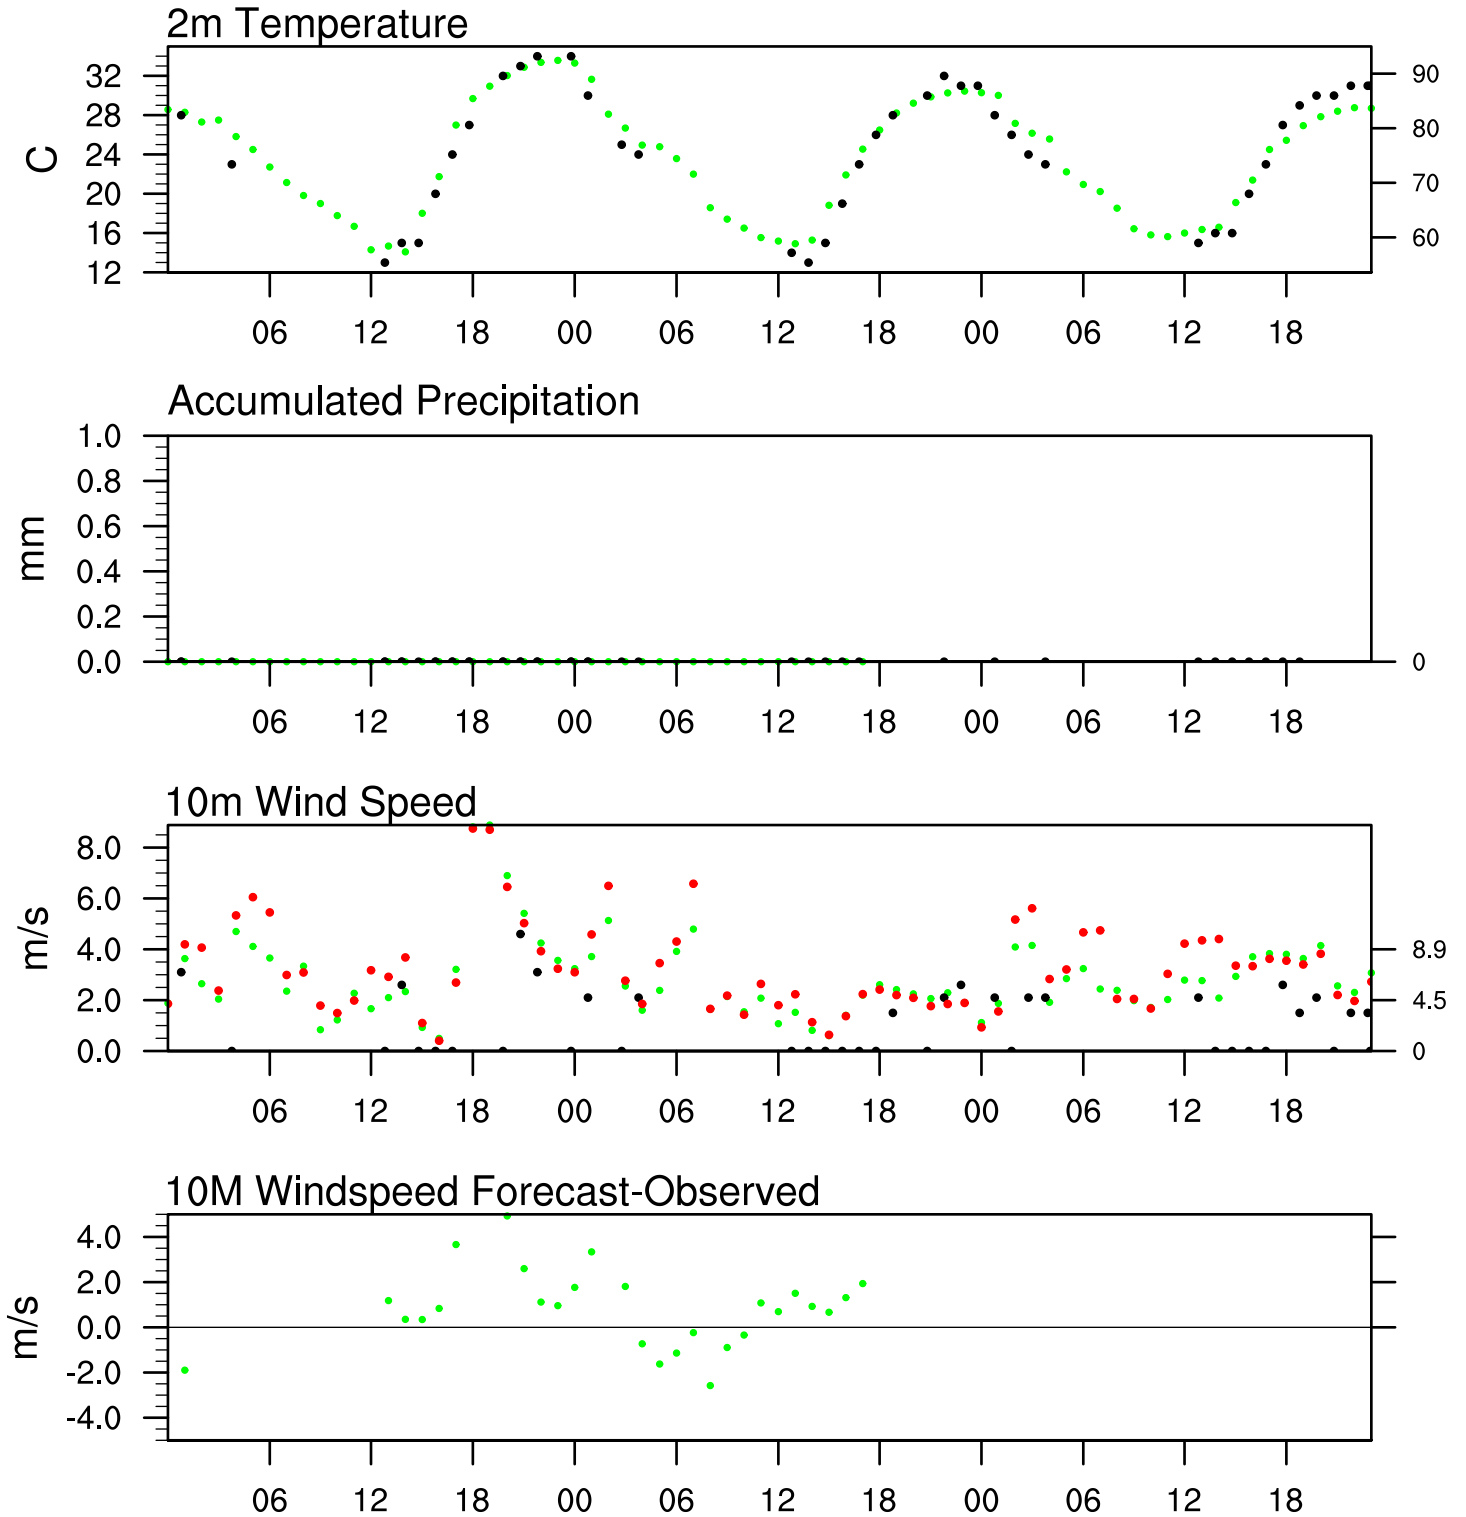 2m Temperature
C
32
28
24
20
16
12
90
80
70
60
06 12 18 00 06 12 18 00 06 12 18
Accumulated Precipitation
mm
1.0
0.8
0.6
0.4
0.2
0.0
0
06 12 18 00 06 12 18 00 06 12 18
10m Wind Speed
m/s
8.0
6.0
4.0
2.0
0.0
8.9
4.5
0
06 12 18 00 06 12 18 00 06 12 18
10M Windspeed Forecast-Observed
m/s
4.0
2.0
0.0
-2.0
-4.0
06 12 18 00 06 12 18 00 06 12 18